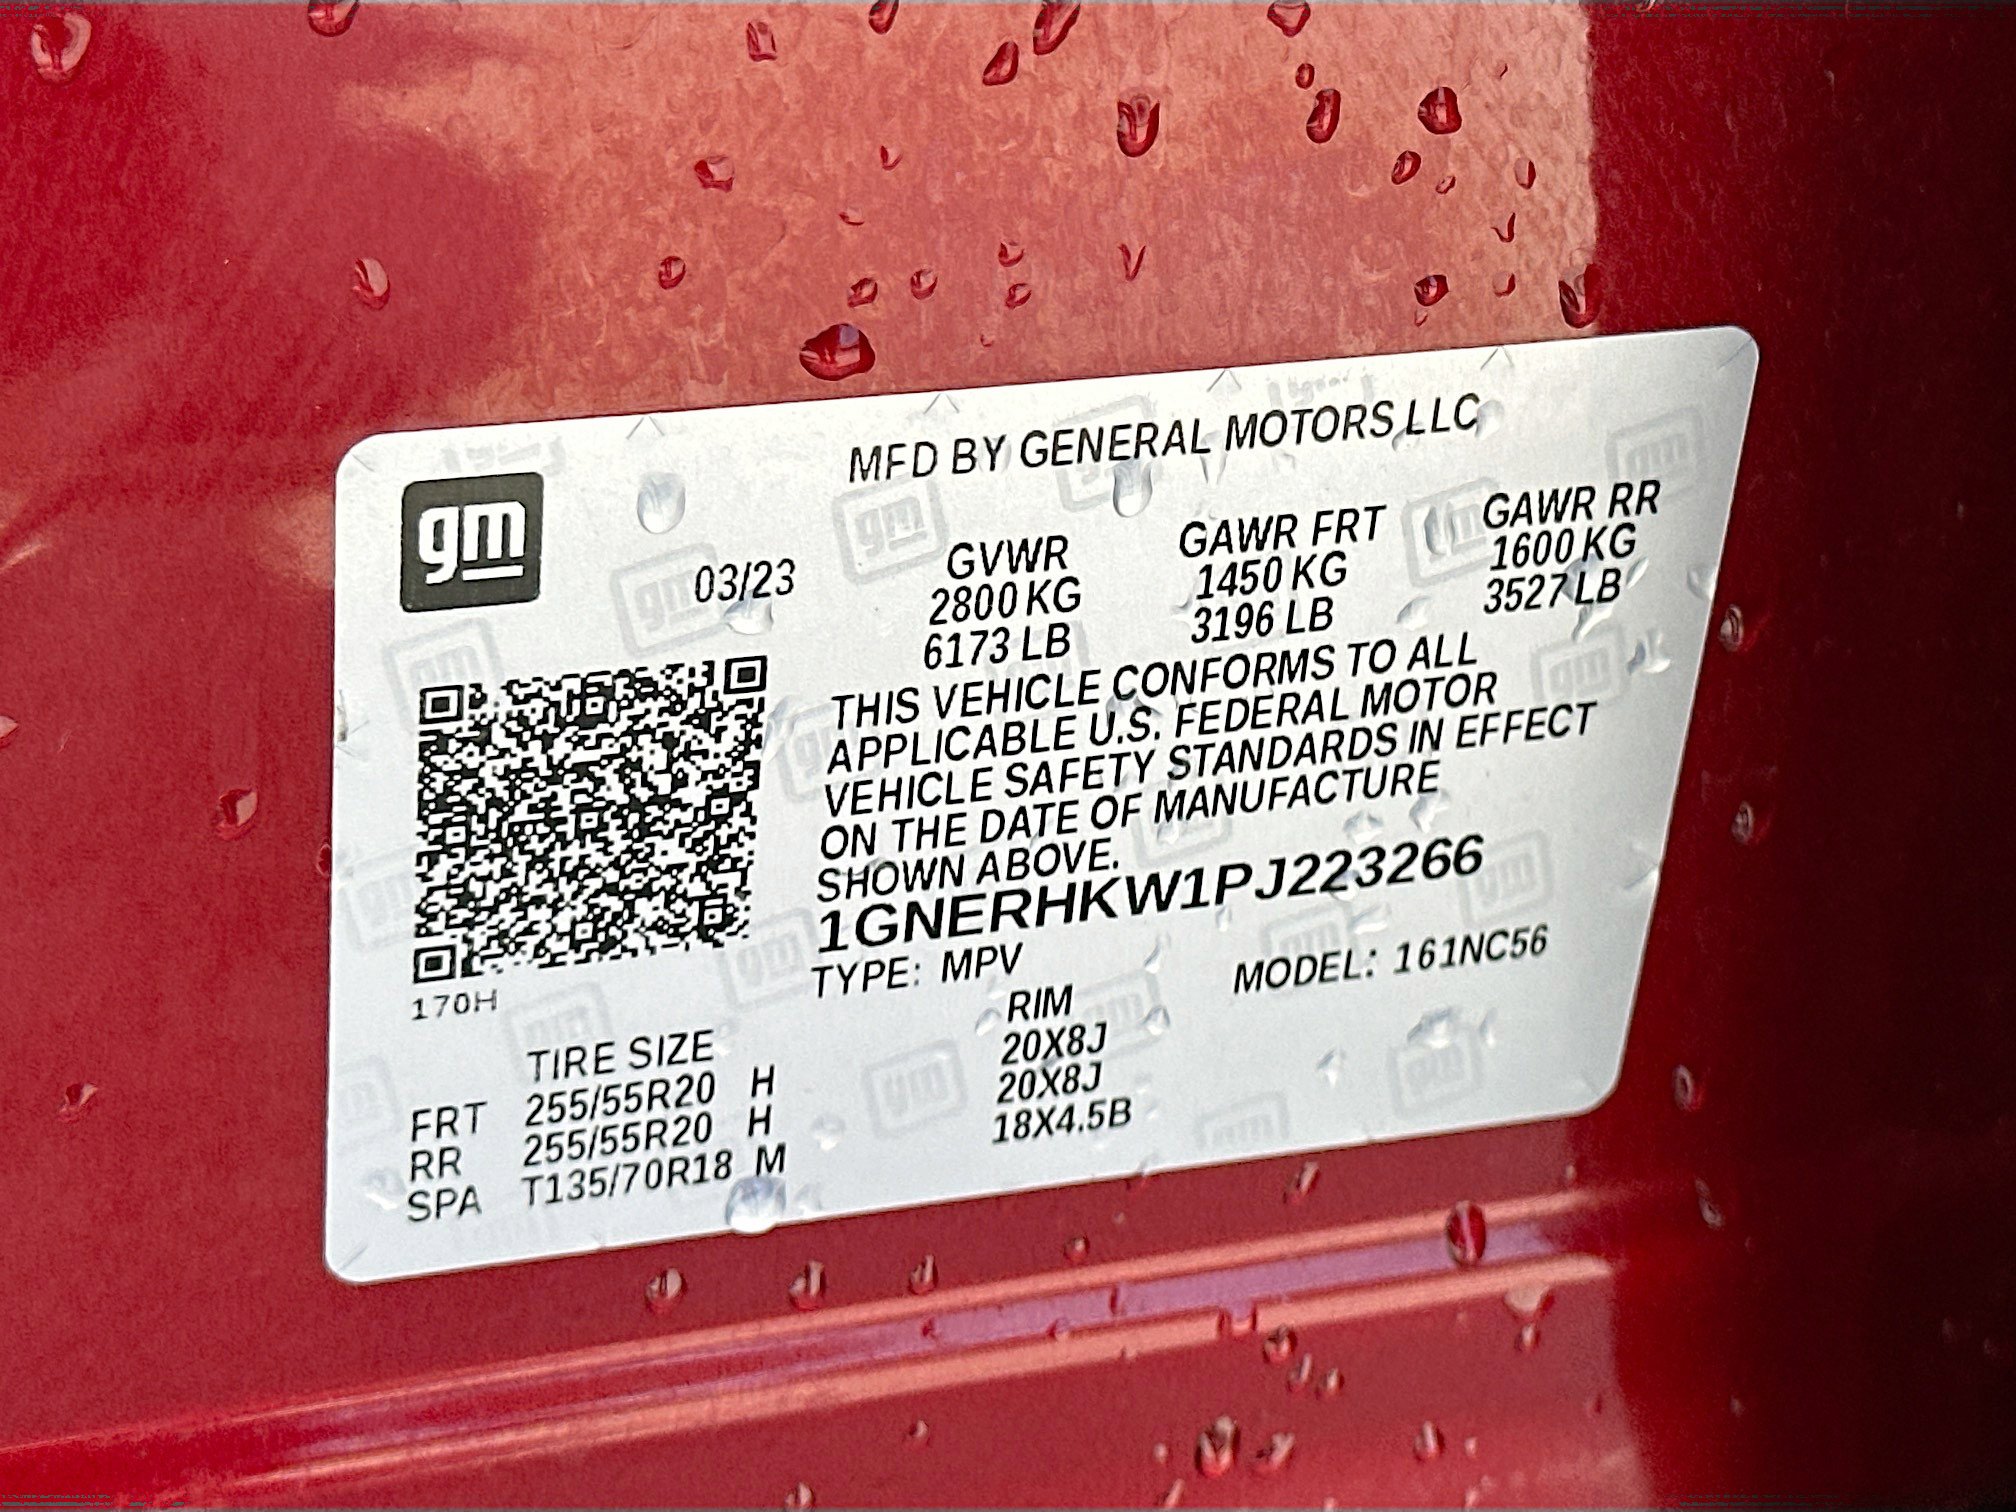 MFD BY GENERAL MOTORS LLC
gm
03/23
GVWR GAWR FRT GAWR RR
2800 KG 1450 KG 1600 KG
6173 LB 3196 LB 3527 LB
THIS VEHICLE CONFORMS TO ALL
APPLICABLE U.S. FEDERAL MOTOR
VEHICLE SAFETY STANDARDS IN EFFECT
ON THE DATE OF MANUFACTURE
SHOWN ABOVE.
1GNERHKW1PJ223266
TYPE: MPV MODEL: 161NC56
170H
TIRE SIZE RIM
FRT 255/55R20 H 20X8J
RR 255/55R20 H 20X8J
SPA T135/70R18 M 18X4.5B